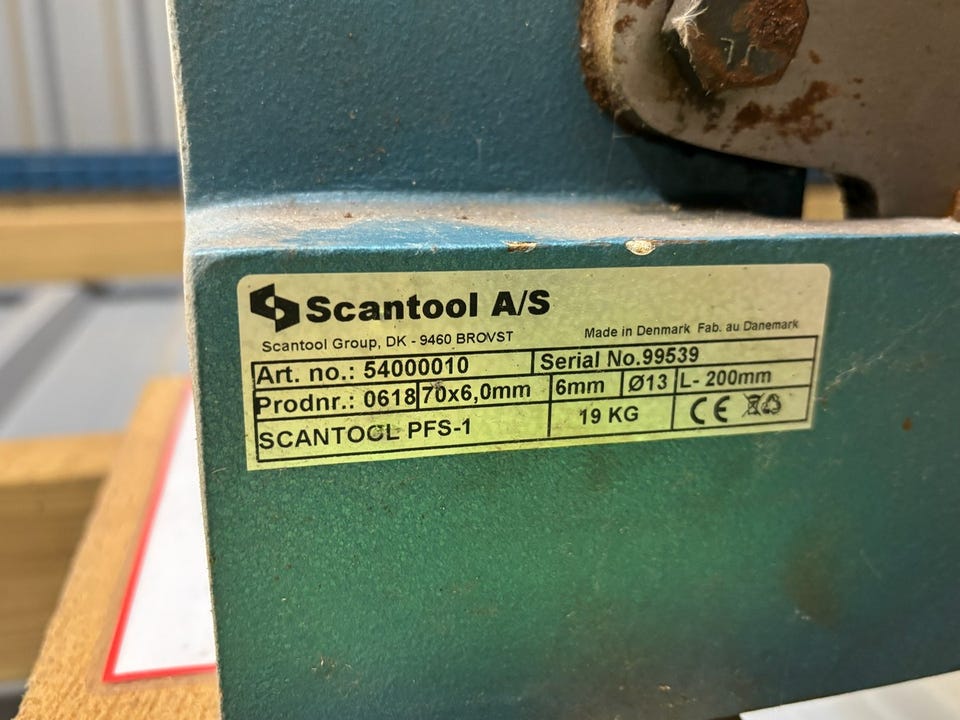 Scantool A/S
Scantool Group, DK - 9460 BROVST
Made in Denmark Fab. au Danemark
Art. no.: 54000010
Serial No.99539
Prodnr.: 0618 70x6,0mm 6mm Ø13 L- 200mm
SCANTOOL PFS-1 19 KG CE